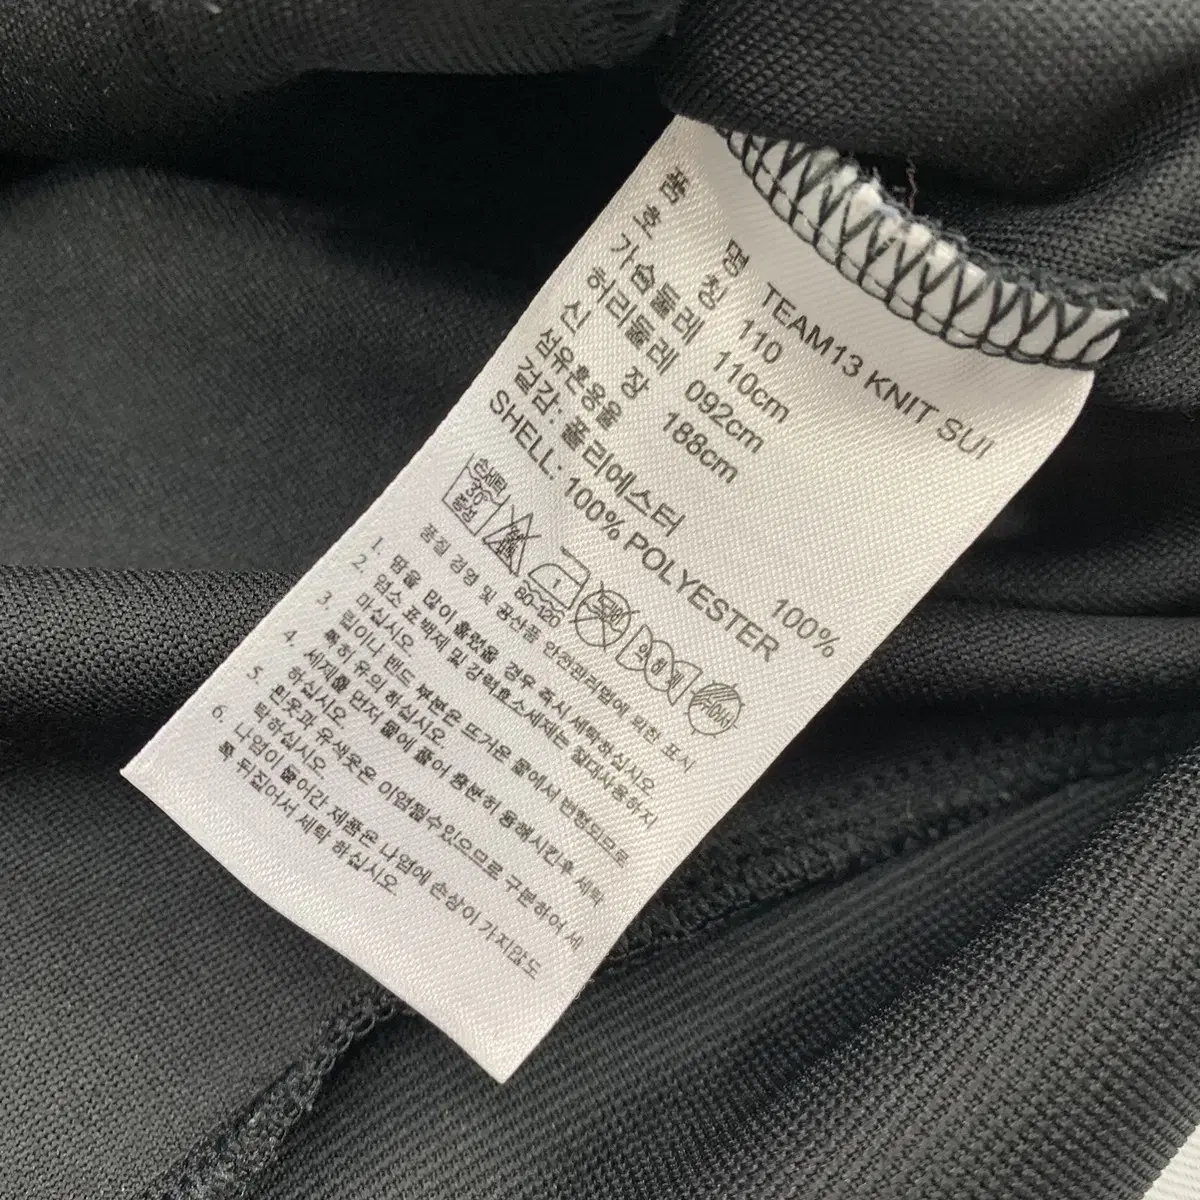 품 명 TEAM13 KNIT SUI
호 칭 110
가슴둘레 110cm
허리둘레 092cm
신 장 188cm
섬유혼용율
겉감: 폴리에스터 100%
SHELL: 100% POLYESTER
손세탁
30°
중성
80-120
품질 경영 및 공산품 안전관리법에 의한 표시
1. 땀을 많이 흘렸을 경우 즉시 세탁하십시오.
2. 염소 표백제 및 강력효소세제는 절대사용하지
마십시오
3. 립이나 밴드 부분은 뜨거운 물에서 변형되므로
특히 유의 하십시오.
4. 세제를 먼저 물에 풀어 충분히 용해시킨후 세탁
하십시오
5. 흰옷과 유색옷은 이염될수있으므로 구분하여 세
탁하십시오
6. 나염이 들어간 제품은 나염에 손상이 가지않도
록 뒤집어서 세탁 하십시오